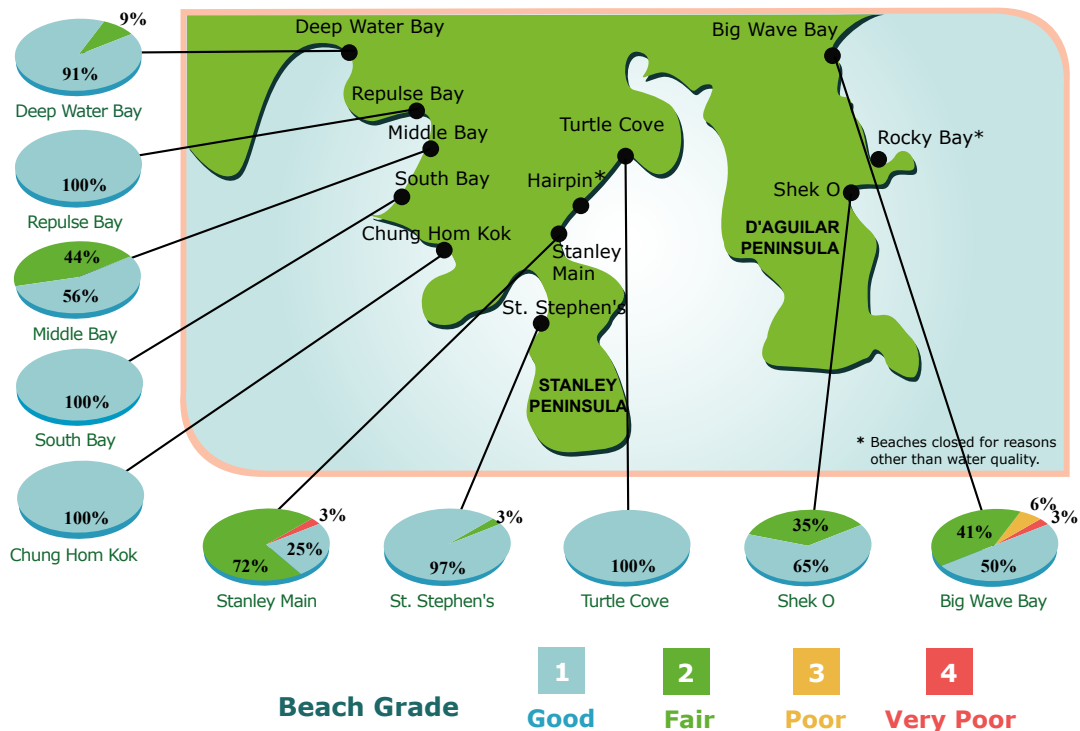 9%
91%
Deep Water Bay
100%
Repulse Bay
44%
56%
Middle Bay
100%
South Bay
100%
Chung Hom Kok
Deep Water Bay
Big Wave Bay
Repulse Bay
Middle Bay
Turtle Cove
Rocky Bay*
South Bay
Hairpin*
Shek O
Chung Hom Kok
D'AGUILAR
PENINSULA
Stanley
Main
St. Stephen's
STANLEY
PENINSULA
* Beaches closed for reasons
other than water quality.
3%
25%
72%
Stanley Main
3%
97%
St. Stephen's
100%
Turtle Cove
35%
65%
Shek O
6%
3%
41%
50%
Big Wave Bay
Beach Grade
1
Good
2
Fair
3
Poor
4
Very Poor